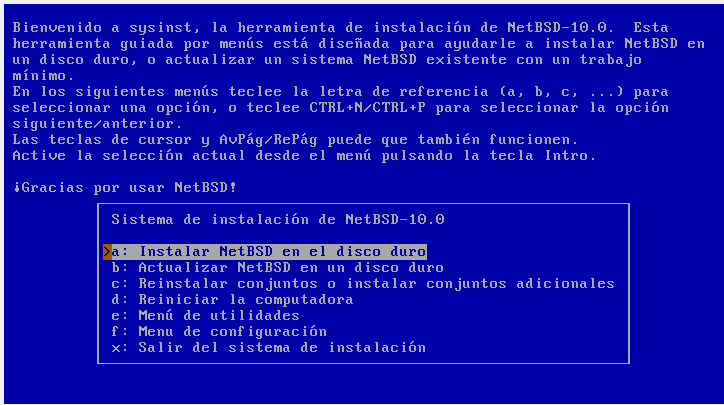 Bienvenido a sysinst, la herramienta de instalación de NetBSD-10.0.  Esta
herramienta guiada por menús está diseñada para ayudarle a instalar NetBSD en
un disco duro, o actualizar un sistema NetBSD existente con un trabajo
mínimo.
En los siguientes menús teclee la letra de referencia (a, b, c, ...) para
seleccionar una opción, o teclee CTRL+N/CTRL+P para seleccionar la opción
siguiente/anterior.
Las teclas de cursor y AvPág/RePág puede que también funcionen.
Active la selección actual desde el menú pulsando la tecla Intro.
¡Gracias por usar NetBSD!
Sistema de instalación de NetBSD-10.0
>a: Instalar NetBSD en el disco duro
b: Actualizar NetBSD en un disco duro
c: Reinstalar conjuntos o instalar conjuntos adicionales
d: Reiniciar la computadora
e: Menú de utilidades
f: Menu de configuración
x: Salir del sistema de instalación